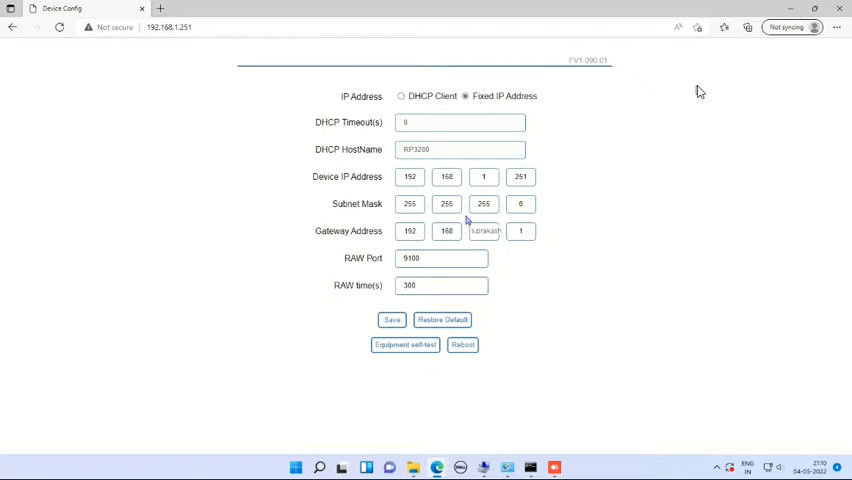 Device Config
Not secure
192.168.1.251
Not syncing
FV1.090.01
IP Address DHCP Client Fixed IP Address
DHCP Timeout(s) 0
DHCP HostName RP3200
Device IP Address 192 . 168 . 1 . 251
Subnet Mask 255 . 255 . 255 . 0
Gateway Address 192 . 168 . s.prakash . 1
RAW Port 9100
RAW time(s) 300
Save Restore Default
Equipment self-test Reboot
DELL
ENG
IN
21:10
04-05-2022
4